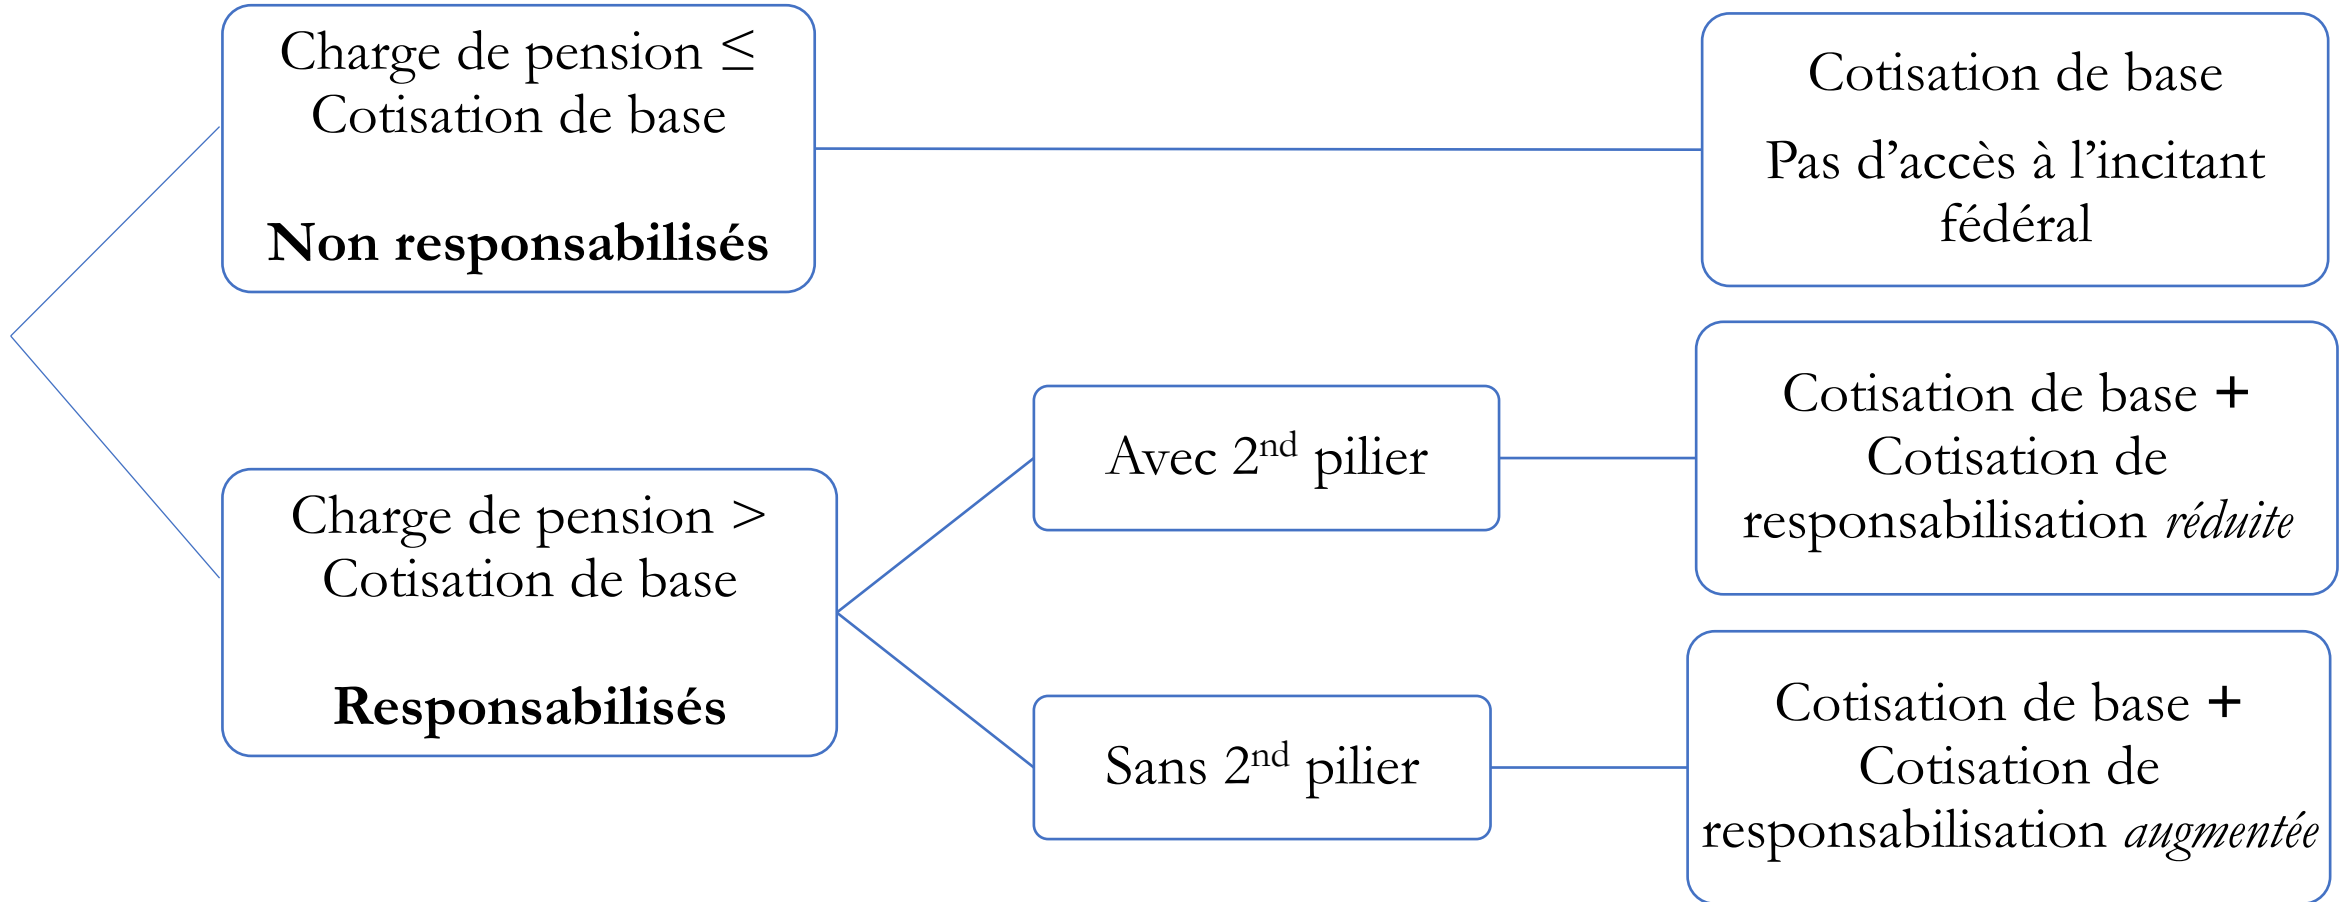 Charge de pension ≤
Cotisation de base
Non responsabilisés
Cotisation de base
Pas d’accès à l’incitant
fédéral
Charge de pension >
Cotisation de base
Responsabilisés
Avec 2nd pilier
Cotisation de base +
Cotisation de
responsabilisation réduite
Sans 2nd pilier
Cotisation de base +
Cotisation de
responsabilisation augmentée